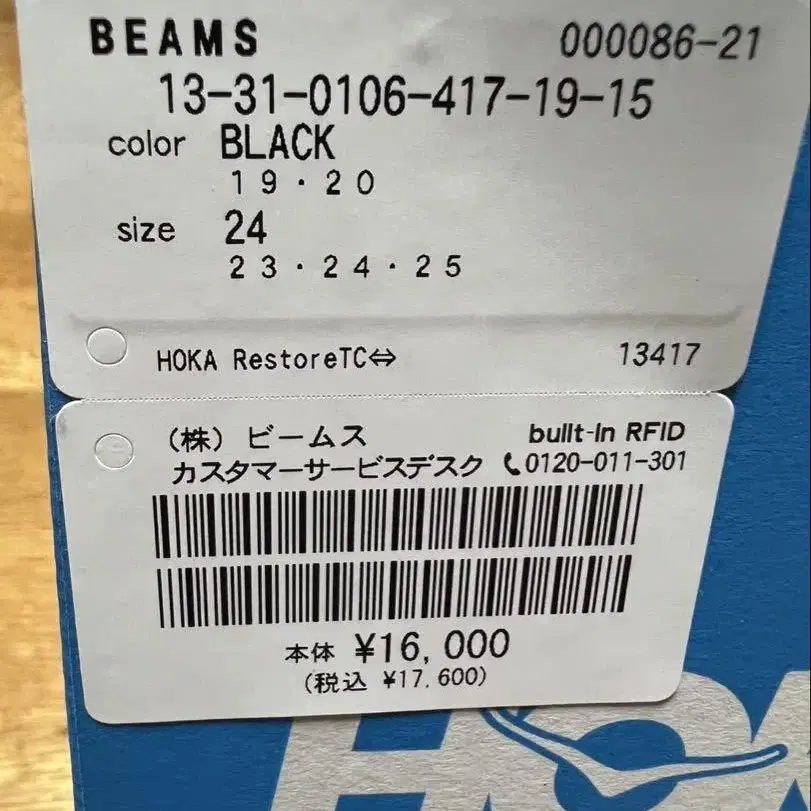 BEAMS 000086-21
13-31-0106-417-19-15
color BLACK
19・20
size 24
23・24・25
HOKA RestoreTC⇔ 13417
(株) ビームス built-in RFID
カスタマーサービスデスク 0120-011-301
本体 ¥16,000
(税込 ¥17,600)
HOKA